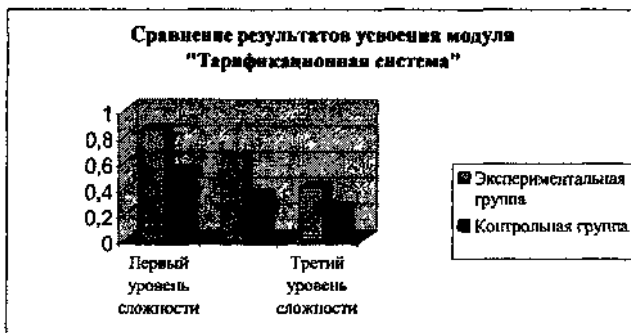 Сравнение результатов усвоения модуля
"Тарификационная система"
1
0,8
0,6
0,4
0,2
0
Первый
уровень
сложности
Третий
уровень
сложности
Экспериментальная
группа
Контрольная группа